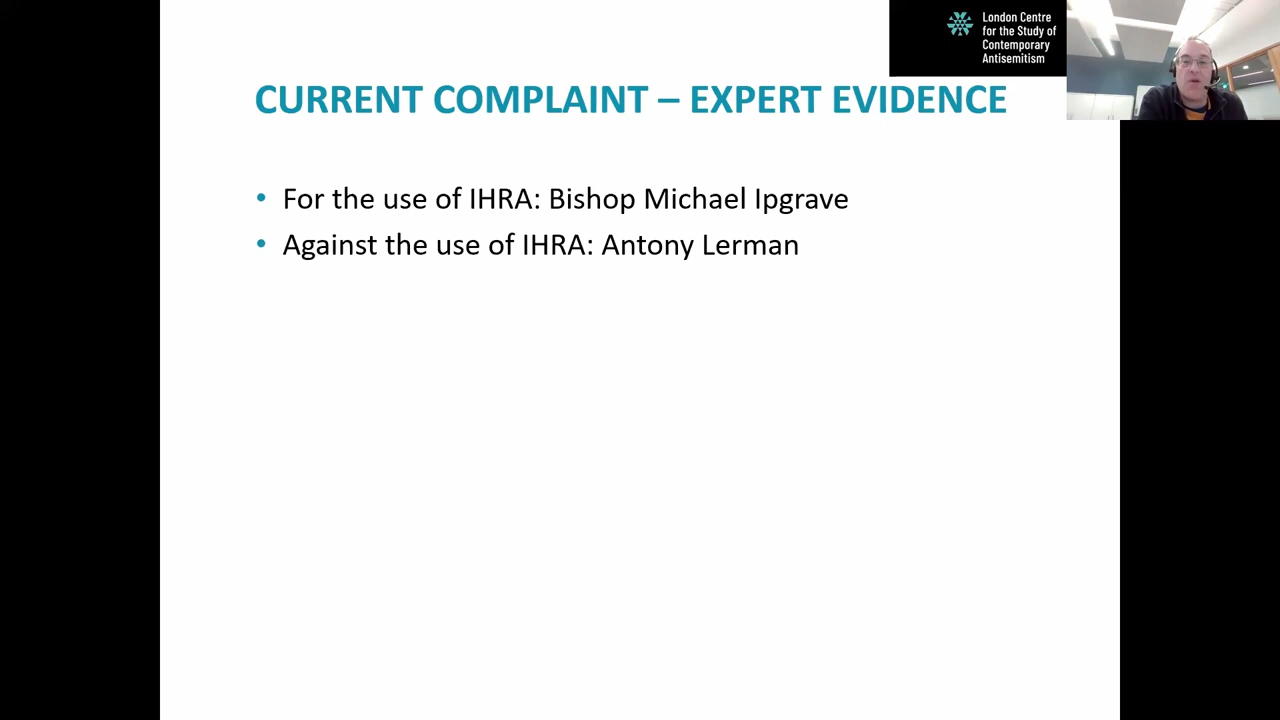 London Centre
for the Study of
Contemporary
Antisemitism
CURRENT COMPLAINT – EXPERT EVIDENCE
• For the use of IHRA: Bishop Michael Ipgrave
• Against the use of IHRA: Antony Lerman